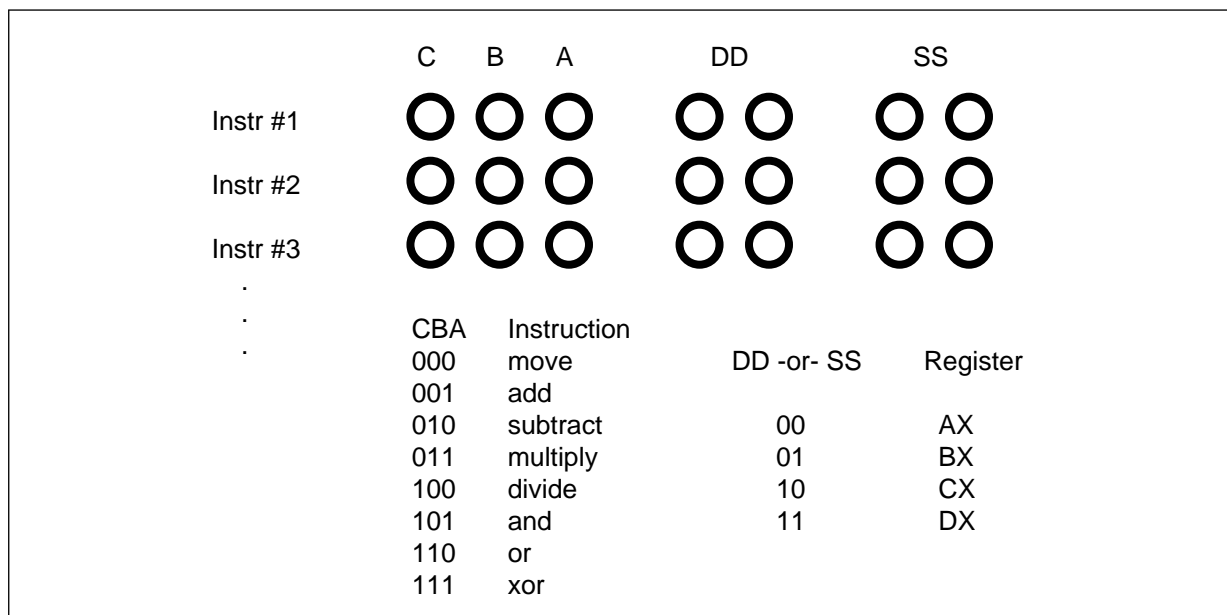 C B A DD SS
Instr #1
Instr #2
Instr #3
.
.
.
CBA Instruction
000 move DD -or- SS Register
001 add
010 subtract 00 AX
011 multiply 01 BX
100 divide 10 CX
101 and 11 DX
110 or
111 xor